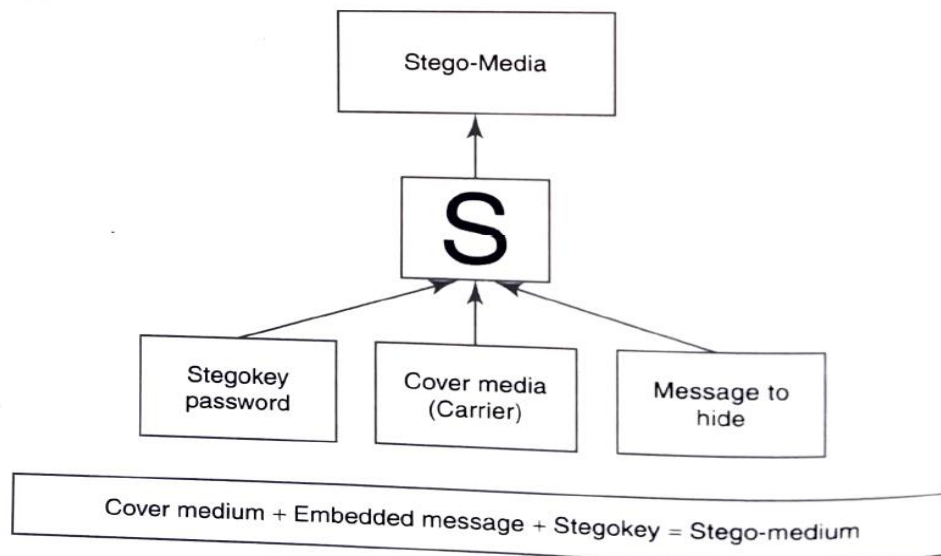 Stego-Media
S
Stegokey
password
Cover media
(Carrier)
Message to
hide
Cover medium + Embedded message + Stegokey = Stego-medium